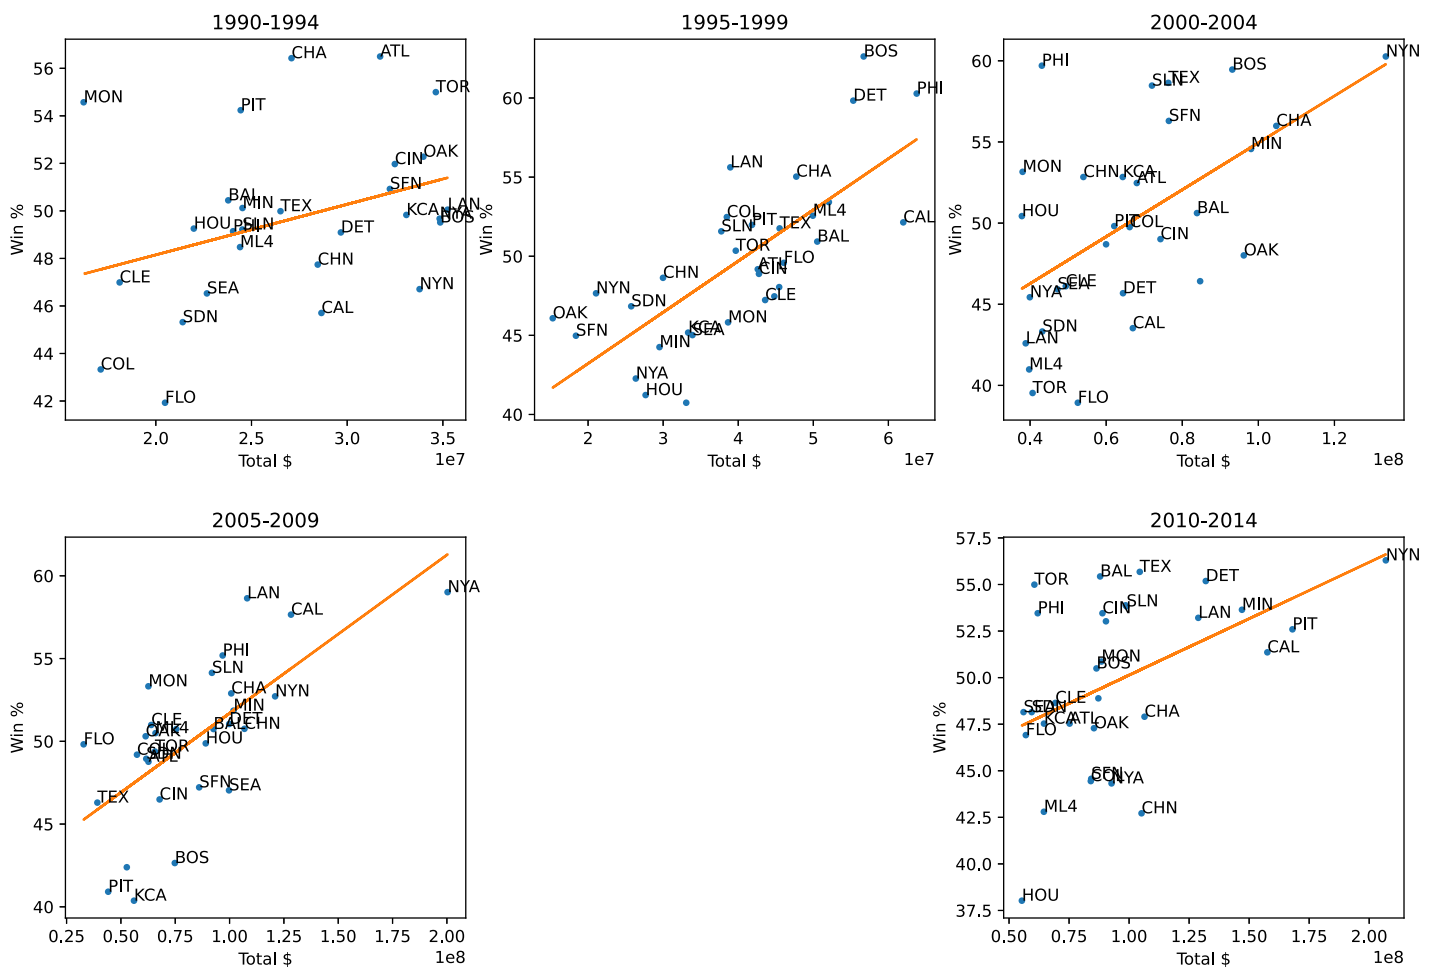 1990-1994
Win %
56
54
52
50
48
46
44
42
CHA
ATL
TOR
MON
PIT
CIN
OAK
SFN
BAL
MIN
TEX
LAN
KCA
BOS
HOU
SLN
DET
ML4
CHN
CLE
SEA
NYN
CAL
SDN
COL
FLO
2.0
2.5
3.0
3.5
Total $
1e7
1995-1999
Win %
60
55
50
45
40
BOS
PHI
DET
LAN
CHA
COL
PIT
SLN
TEX
ML4
CAL
TOR
BAL
ATL
FLO
CIN
CHN
CLE
NYN
SDN
OAK
SFN
MON
KCA
SEA
MIN
NYA
HOU
2
3
4
5
6
Total $
1e7
2000-2004
Win %
60
55
50
45
40
NYN
PHI
BOS
TEX
SLN
SFN
CHA
MIN
MON
CHN
KCA
ATL
HOU
BAL
PIT
COL
CIN
OAK
CLE
SEA
NYA
DET
SDN
CAL
LAN
ML4
TOR
FLO
0.4
0.6
0.8
1.0
1.2
Total $
1e8
2005-2009
Win %
60
55
50
45
40
LAN
NYA
CAL
PHI
SLN
MON
CHA
NYN
MIN
CLE
DET
BAL
CHN
OAK
ML4
FLO
HOU
TOR
COL
SDN
ATL
SFN
SEA
TEX
CIN
BOS
PIT
KCA
0.25
0.50
0.75
1.00
1.25
1.50
1.75
2.00
Total $
1e8
2010-2014
Win %
57.5
55.0
52.5
50.0
47.5
45.0
42.5
40.0
37.5
NYN
TOR
BAL
TEX
DET
PHI
CIN
SLN
LAN
MIN
PIT
CAL
MON
BOS
CLE
SEA
SDN
KCA
ATL
FLO
OAK
CHA
SFN
COL
NYA
ML4
CHN
HOU
0.50
0.75
1.00
1.25
1.50
1.75
2.00
Total $
1e8